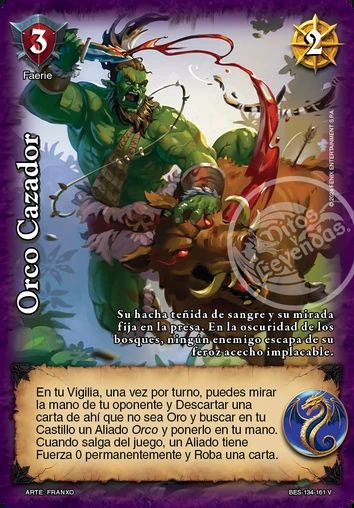 3
2
Faerie
Orco Cazador
©2023 FENIX ENTERTAINMENT S.P.A
Mitos y Leyendas
Su hacha teñida de sangre y su mirada
fija en la presa. En la oscuridad de los
bosques, ningún enemigo escapa de su
feroz acecho implacable.
En tu Vigilia, una vez por turno, puedes mirar
la mano de tu oponente y Descartar una
carta de ahí que no sea Oro y buscar en tu
Castillo un Aliado Orco y ponerlo en tu mano.
Cuando salga del juego, un Aliado tiene
Fuerza 0 permanentemente y Roba una carta.
ARTE: FRANXO
BES-134-161 V